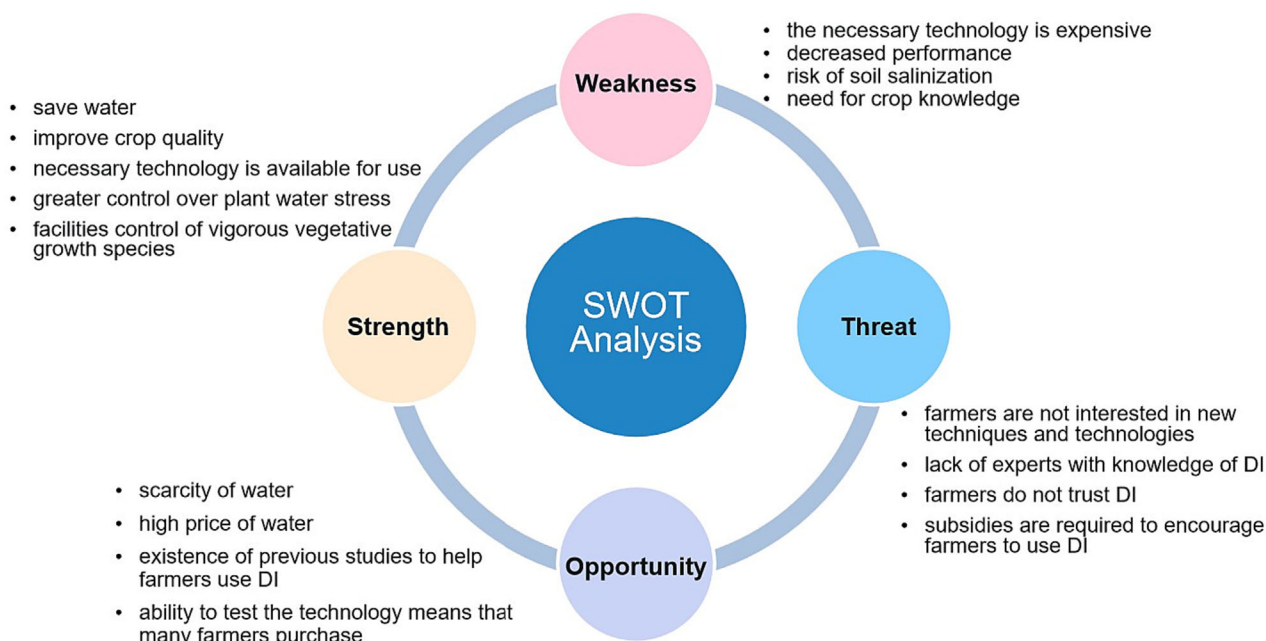 Weakness
• the necessary technology is expensive
• decreased performance
• risk of soil salinization
• need for crop knowledge
• save water
• improve crop quality
• necessary technology is available for use
• greater control over plant water stress
• facilities control of vigorous vegetative
growth species
Strength
SWOT
Analysis
Threat
• farmers are not interested in new
techniques and technologies
• lack of experts with knowledge of DI
• farmers do not trust DI
• subsidies are required to encourage
farmers to use DI
• scarcity of water
• high price of water
• existence of previous studies to help
farmers use DI
• ability to test the technology means that
many farmers purchase
Opportunity